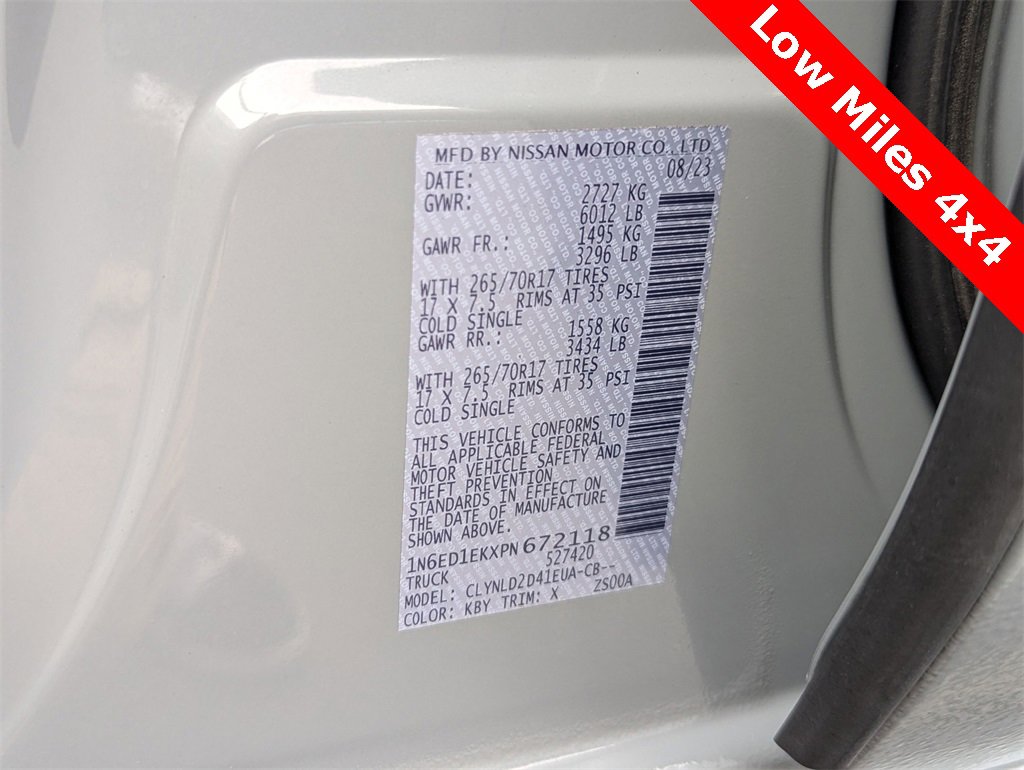 Low Miles 4x4
MFD BY NISSAN MOTOR CO., LTD
DATE: 08/23
GVWR: 2727 KG
6012 LB
GAWR FR.: 1495 KG
3296 LB
WITH 265/70R17 TIRES
17 X 7.5 RIMS AT 35 PSI
COLD SINGLE
GAWR RR.: 1558 KG
3434 LB
WITH 265/70R17 TIRES
17 X 7.5 RIMS AT 35 PSI
COLD SINGLE
THIS VEHICLE CONFORMS TO
ALL APPLICABLE FEDERAL
MOTOR VEHICLE SAFETY AND
THEFT PREVENTION
STANDARDS IN EFFECT ON
THE DATE OF MANUFACTURE
SHOWN ABOVE.
1N6ED1EKXPN672118
TRUCK 527420
MODEL: CLYNLD2D41EUA-CB--
COLOR: KBY TRIM: X ZS00A